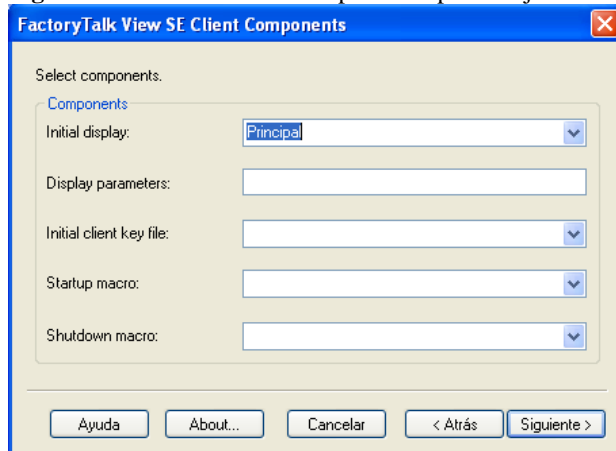 FactoryTalk View SE Client Components
Select components.
Components
Initial display: Principal
Display parameters:
Initial client key file:
Startup macro:
Shutdown macro:
Ayuda About... Cancelar < Atrás Siguiente >